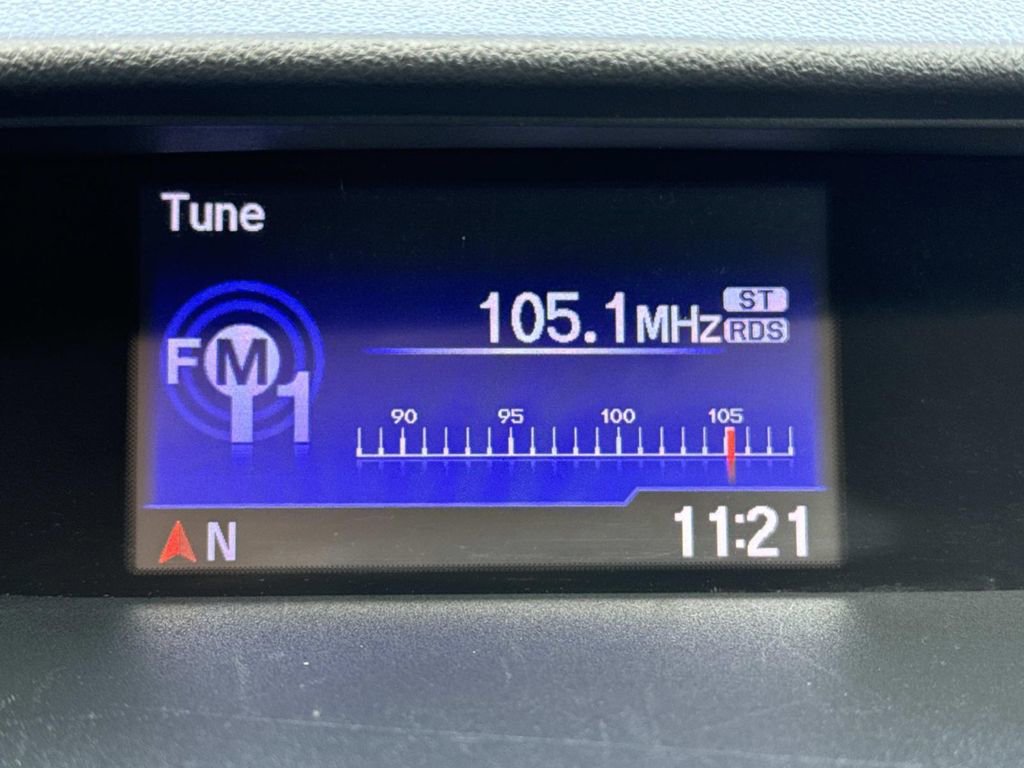 Tune
105.1MHz ST
RDS
FM1
90 95 100 105
N 11:21